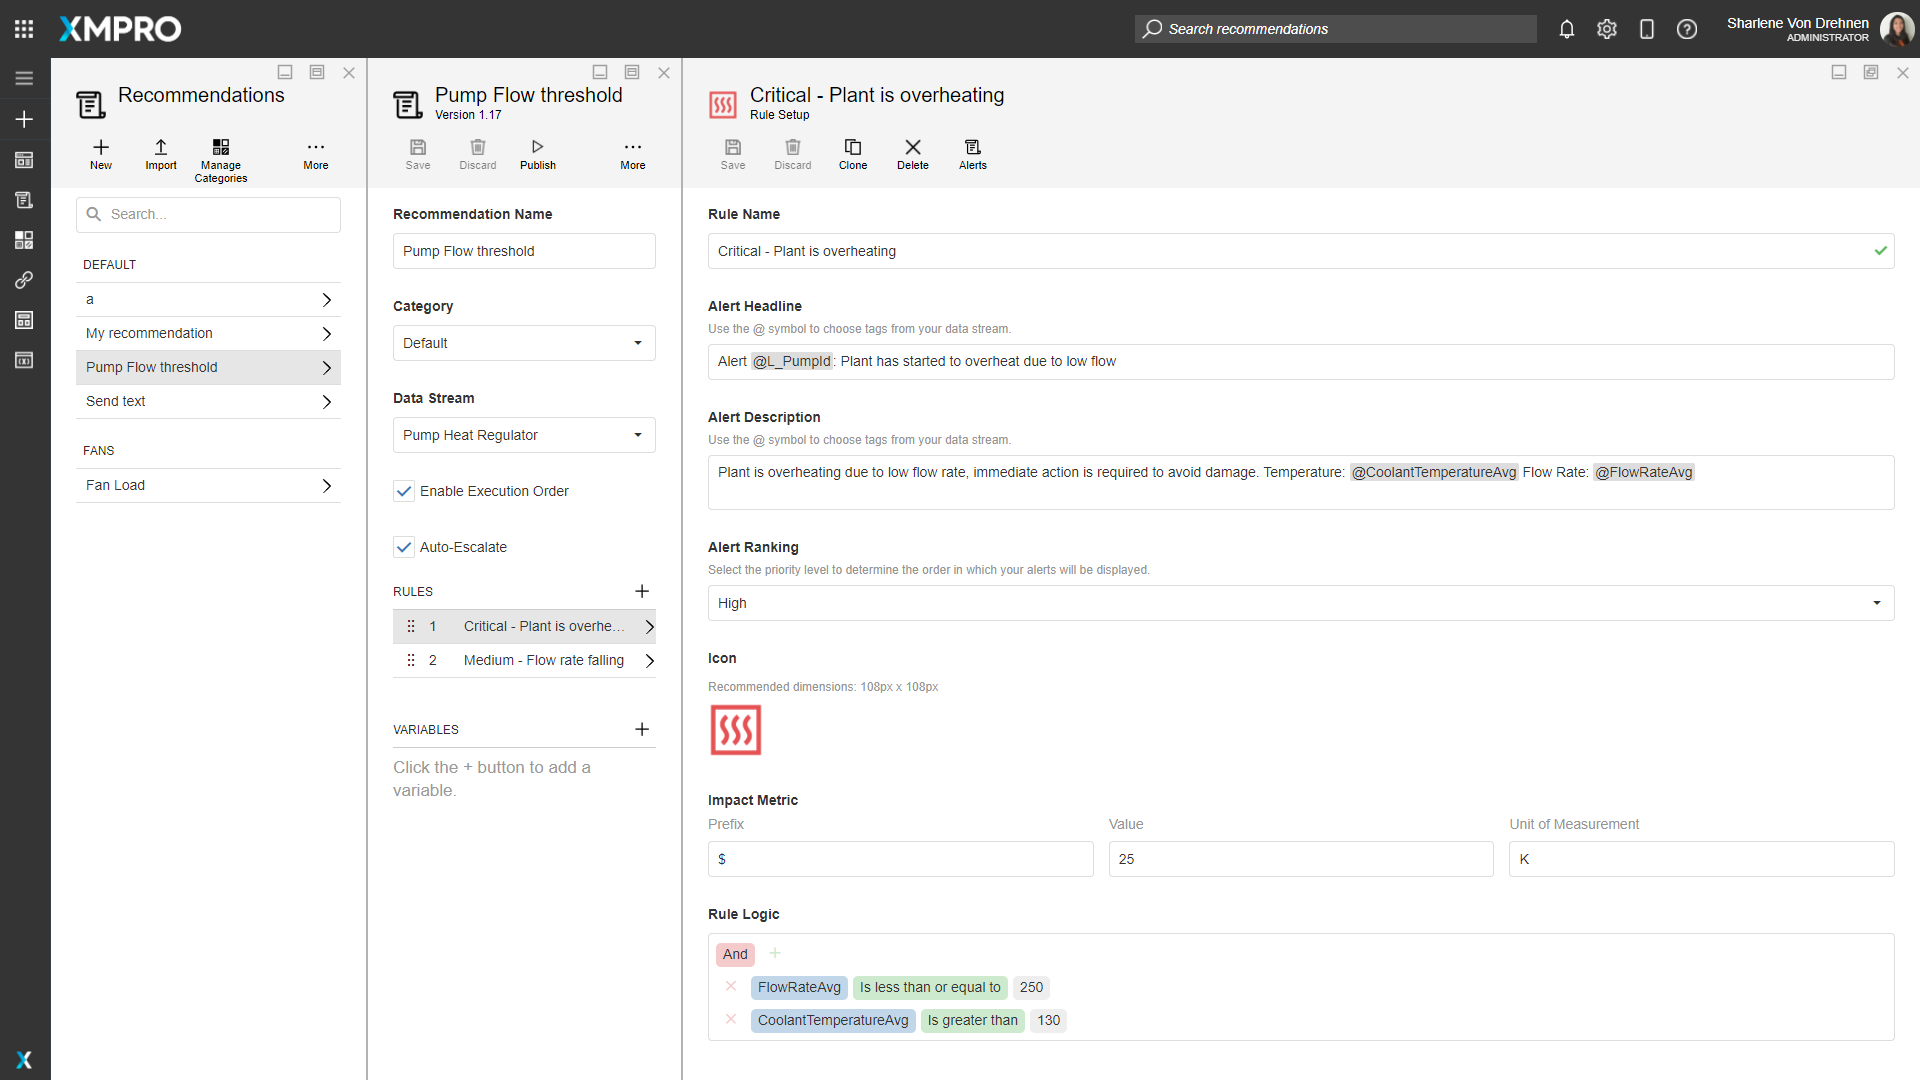 XMPRO
Search recommendations
Sharlene Von Drehnen
ADMINISTRATOR
Recommendations
New
Import
Manage
Categories
More
Search...
DEFAULT
a
My recommendation
Pump Flow threshold
Send text
FANS
Fan Load
Pump Flow threshold
Version 1.17
Save
Discard
Publish
More
Recommendation Name
Pump Flow threshold
Category
Default
Data Stream
Pump Heat Regulator
Enable Execution Order
Auto-Escalate
RULES
1 Critical - Plant is overhe...
2 Medium - Flow rate falling
VARIABLES
Click the + button to add a
variable.
Critical - Plant is overheating
Rule Setup
Save
Discard
Clone
Delete
Alerts
Rule Name
Critical - Plant is overheating
Alert Headline
Use the @ symbol to choose tags from your data stream.
Alert @L_PumpId: Plant has started to overheat due to low flow
Alert Description
Use the @ symbol to choose tags from your data stream.
Plant is overheating due to low flow rate, immediate action is required to avoid damage. Temperature: @CoolantTemperatureAvg Flow Rate: @FlowRateAvg
Alert Ranking
Select the priority level to determine the order in which your alerts will be displayed.
High
Icon
Recommended dimensions: 108px x 108px
Impact Metric
Prefix Value Unit of Measurement
$ 25 K
Rule Logic
And
FlowRateAvg Is less than or equal to 250
CoolantTemperatureAvg Is greater than 130